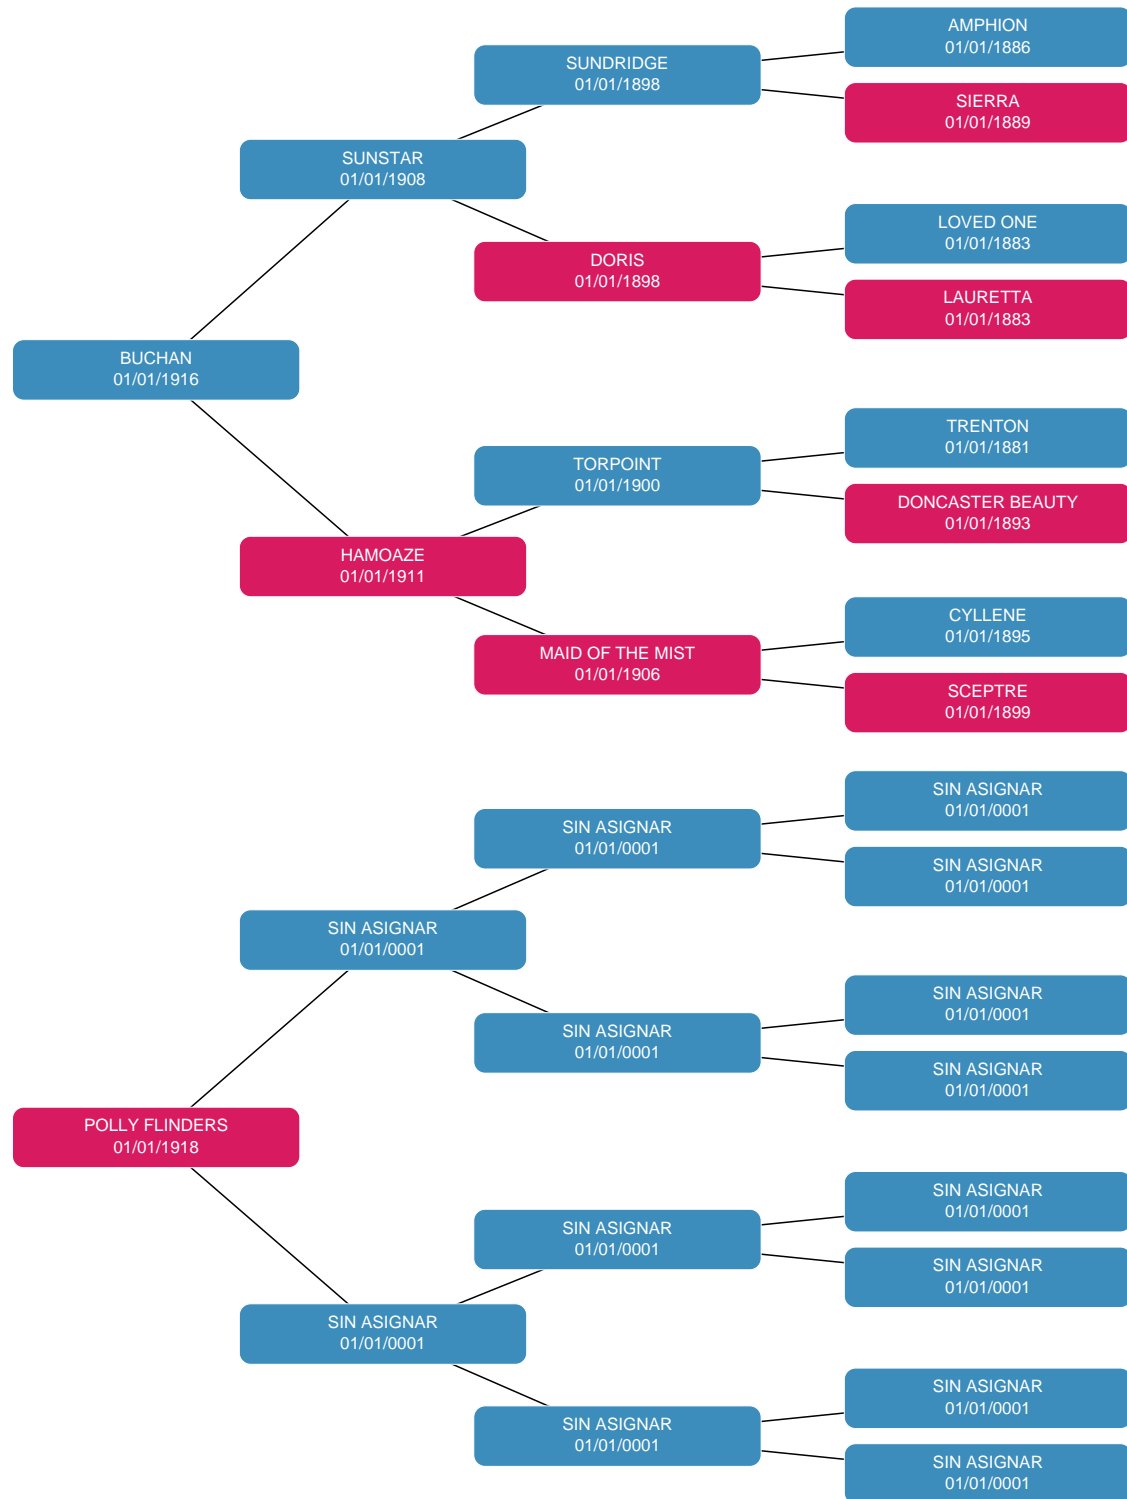 AMPHION
01/01/1886
SUNDRIDGE
01/01/1898
SIERRA
01/01/1889
SUNSTAR
01/01/1908
LOVED ONE
01/01/1883
DORIS
01/01/1898
LAURETTA
01/01/1883
BUCHAN
01/01/1916
TRENTON
01/01/1881
TORPOINT
01/01/1900
DONCASTER BEAUTY
01/01/1893
HAMOAZE
01/01/1911
CYLLENE
01/01/1895
MAID OF THE MIST
01/01/1906
SCEPTRE
01/01/1899
SIN ASIGNAR
01/01/0001
SIN ASIGNAR
01/01/0001
SIN ASIGNAR
01/01/0001
SIN ASIGNAR
01/01/0001
SIN ASIGNAR
01/01/0001
SIN ASIGNAR
01/01/0001
SIN ASIGNAR
01/01/0001
POLLY FLINDERS
01/01/1918
SIN ASIGNAR
01/01/0001
SIN ASIGNAR
01/01/0001
SIN ASIGNAR
01/01/0001
SIN ASIGNAR
01/01/0001
SIN ASIGNAR
01/01/0001
SIN ASIGNAR
01/01/0001
SIN ASIGNAR
01/01/0001